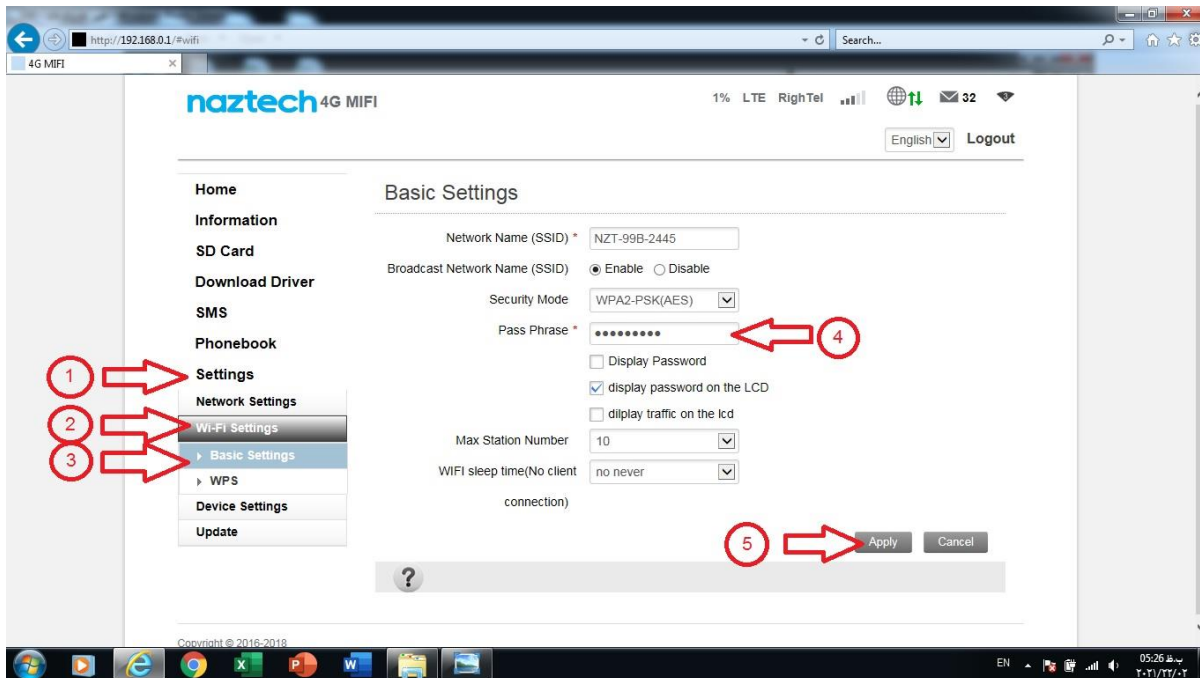 http://192.168.0.1/#wifi
Search...
4G MIFI
naztech 4G MIFI
1% LTE RighTel 32
English Logout
Home
Information
SD Card
Download Driver
SMS
Phonebook
1 Settings
Network Settings
2 Wi-Fi Settings
3 Basic Settings
WPS
Device Settings
Update
Basic Settings
Network Name (SSID) * NZT-99B-2445
Broadcast Network Name (SSID) Enable Disable
Security Mode WPA2-PSK(AES)
Pass Phrase * ••••••••• 4
Display Password
display password on the LCD
dilplay traffic on the lcd
Max Station Number 10
WIFI sleep time(No client no never
connection)
5 Apply Cancel
?
Copyright © 2016-2018
EN
05:26 ب.ظ
۲۰۲۱/۲۲/۰۲